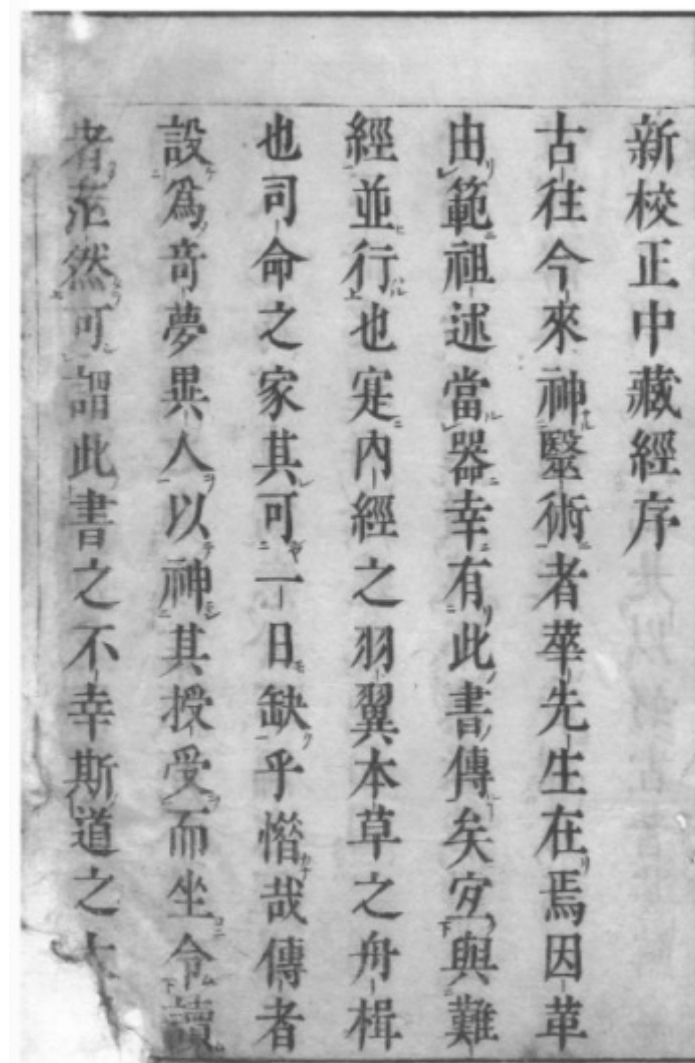 新校正中藏經序
古往今來神毉術者華先生在焉因革
由範祖述當器幸有此書傳矣宜與難
經並行也寔內經之羽翼本草之舟楫
也司命之家其可一日缺乎惜哉傳者
設爲奇夢異人以神其授受而坐令讀
者茫然可謂此書之不幸斯道之